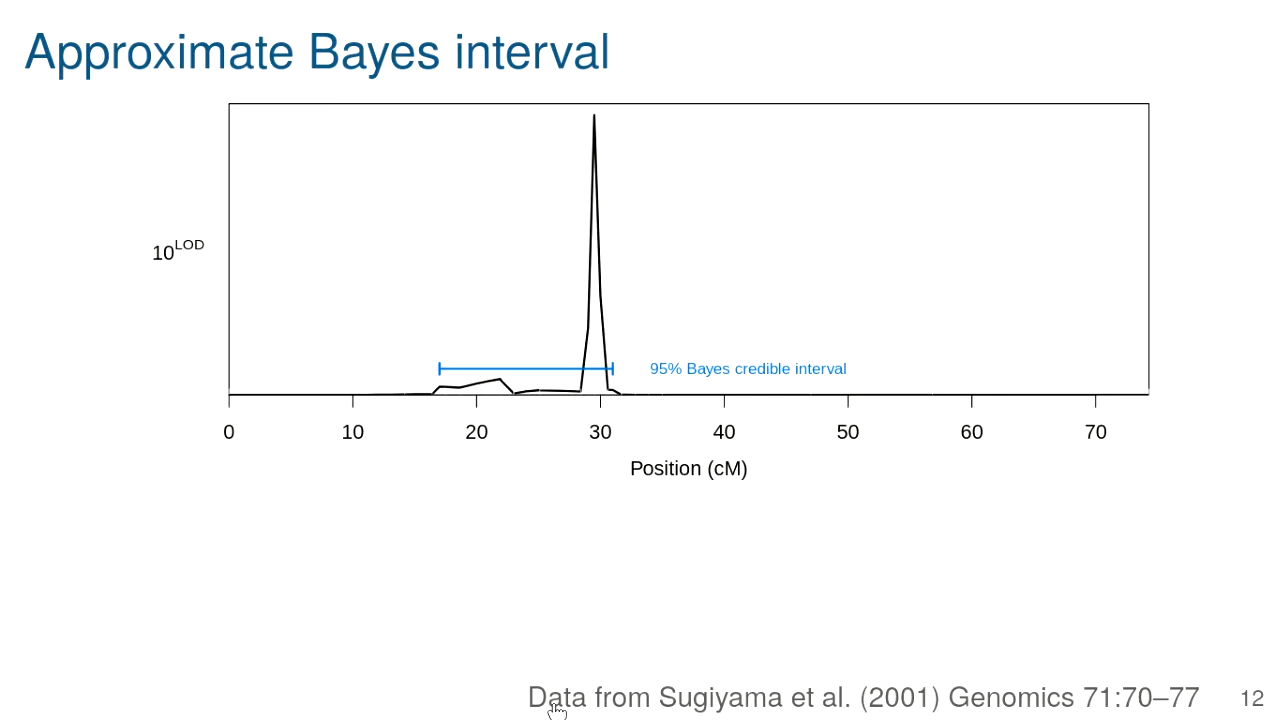 Approximate Bayes interval
10^LOD
95% Bayes credible interval
0 10 20 30 40 50 60 70
Position (cM)
Data from Sugiyama et al. (2001) Genomics 71:70–77 12